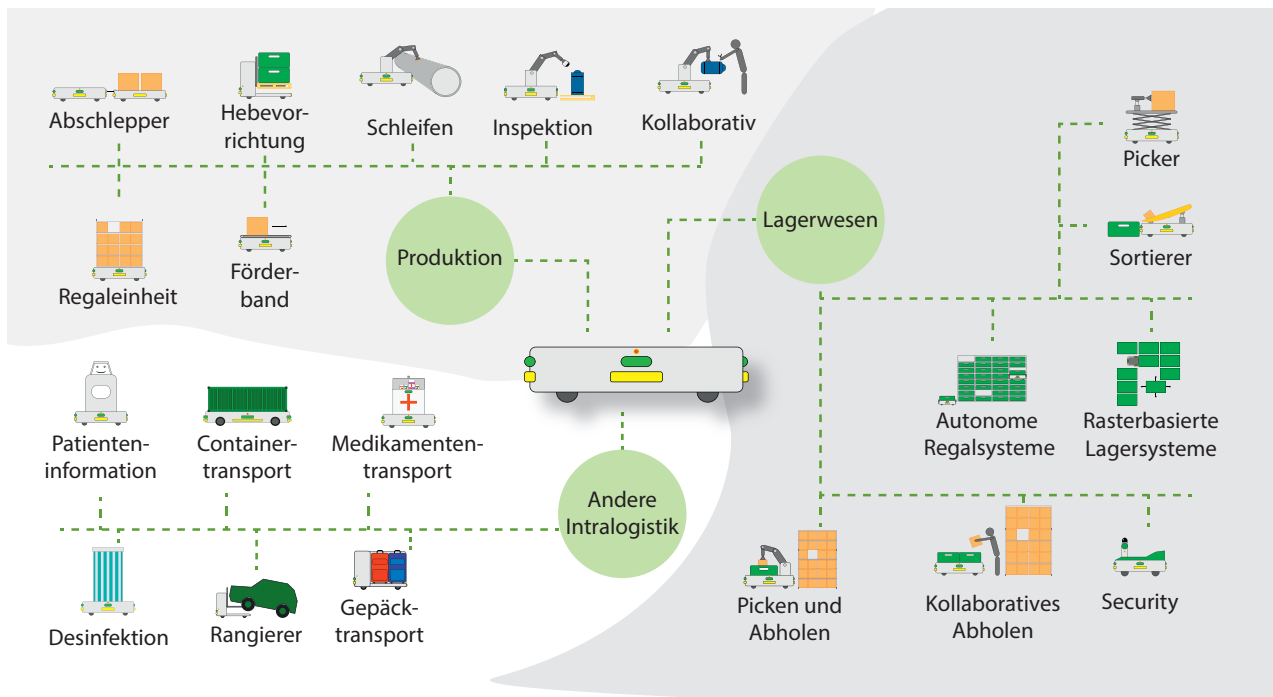 Abschlepper
Hebevor-
richtung
Schleifen
Inspektion
Kollaborativ
Regaleinheit
Förder-
band
Produktion
Lagerwesen
Picker
Sortierer
Autonome
Regalsysteme
Rasterbasierte
Lagersysteme
Patienten-
information
Container-
transport
Medikamenten-
transport
Andere
Intralogistik
Desinfektion
Rangierer
Gepäck-
transport
Picken und
Abholen
Kollaboratives
Abholen
Security